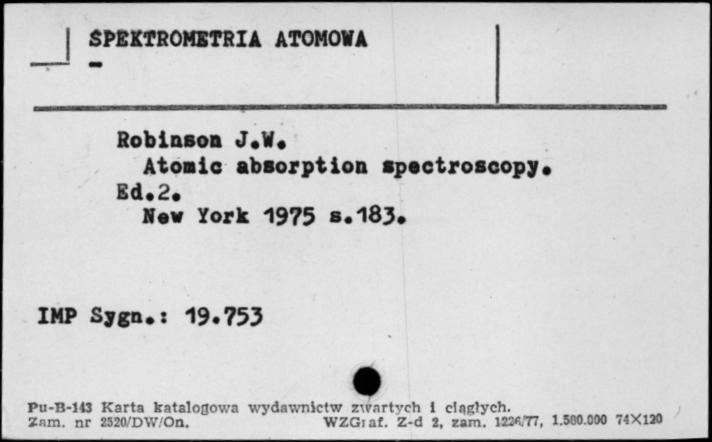 SPEKTROMETRIA ATOMOWA
Robinson J.W.
Atomic absorption spectroscopy.
Ed.2.
New York 1975 s.183.
IMP Sygn.: 19.753
Pu-B-143 Karta katalogowa wydawnictw zwartych i ciągłych.
Zam. nr 2520/DW/On. WZGraf. Z-d 2, zam. 1226/77, 1.500.000 74X120